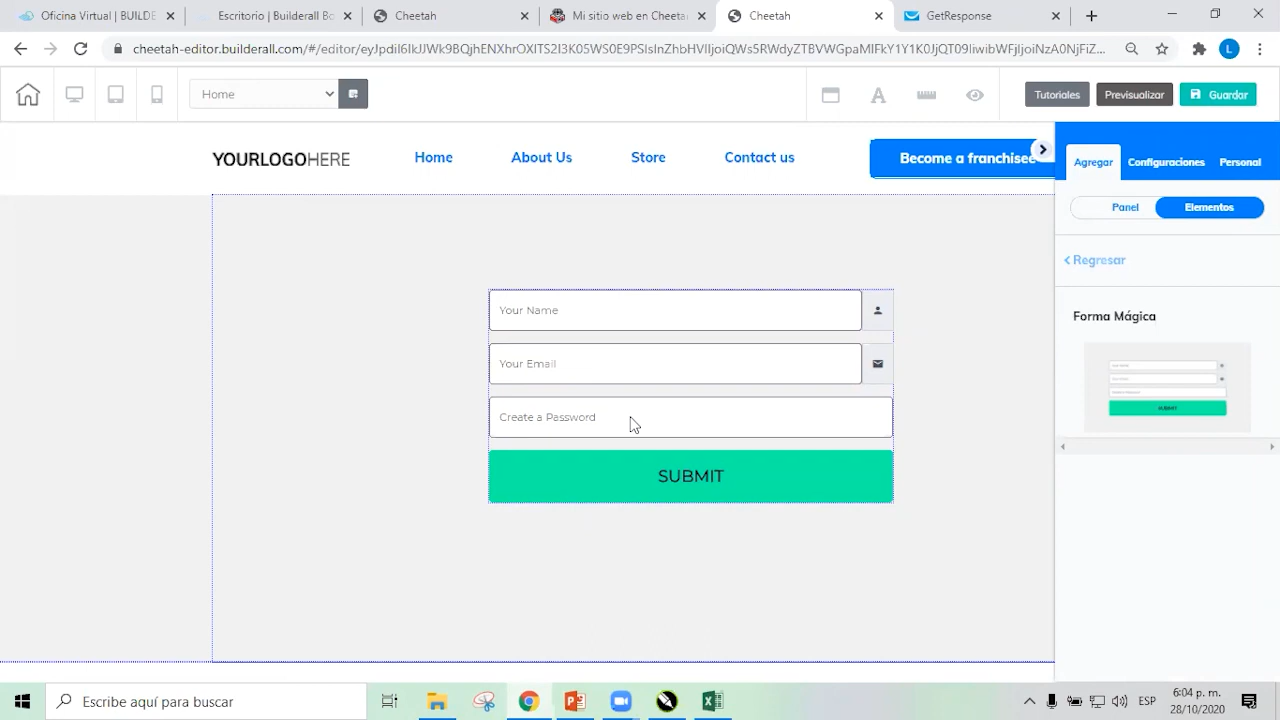 Oficina Virtual | BUILDE
Escritorio | Builderall Bo
Cheetah
Mi sitio web en Cheeta
Cheetah
GetResponse
cheetah-editor.builderall.com/#/editor/
L
Home
Tutoriales
Previsualizar
Guardar
YOURLOGOHERE
Home
About Us
Store
Contact us
Become a franchisee
Agregar
Configuraciones
Personal
Panel
Elementos
Regresar
Forma Mágica
Your Name
Your Email
Create a Password
SUBMIT
SUBMIT
Escribe aquí para buscar
ESP
6:04 p. m.
28/10/2020